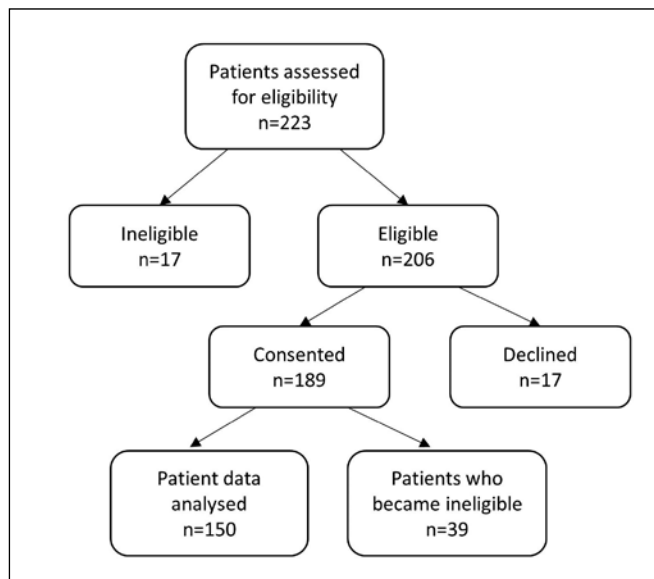 Patients assessed
for eligibility
n=223
Ineligible
n=17
Eligible
n=206
Consented
n=189
Declined
n=17
Patient data
analysed
n=150
Patients who
became ineligible
n=39